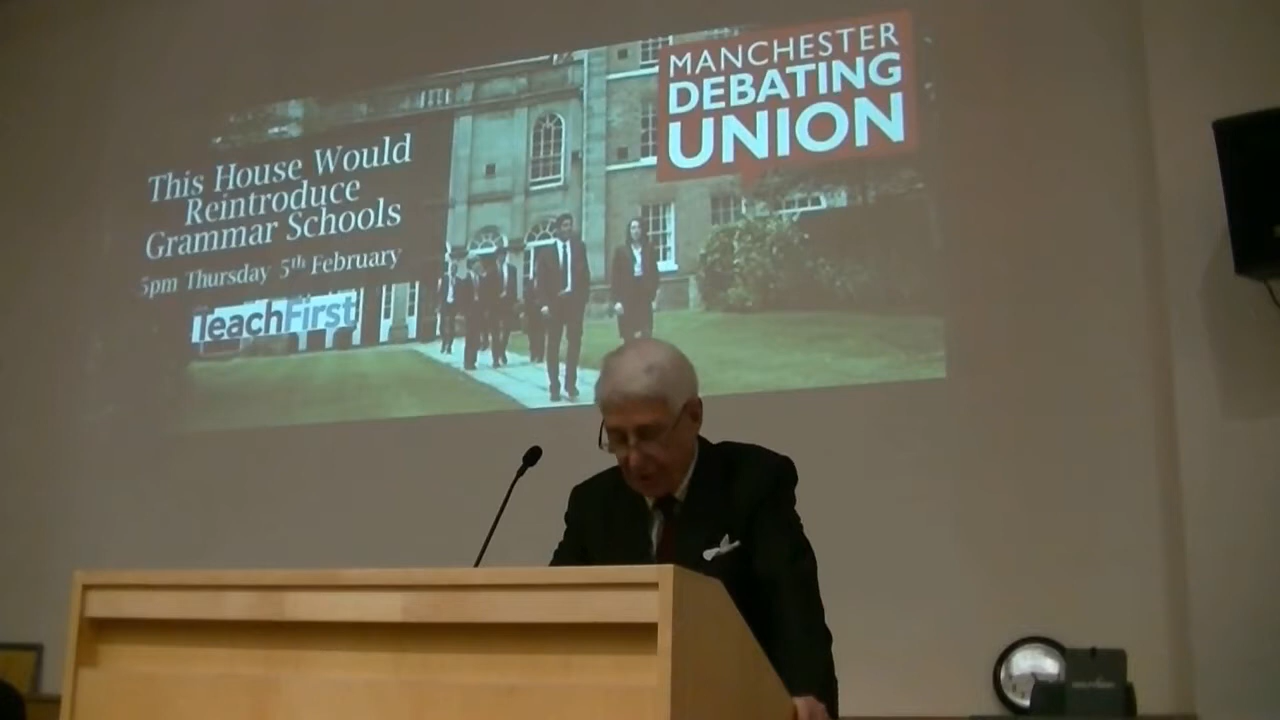 This House Would
Reintroduce
Grammar Schools
5pm Thursday 5th February
TeachFirst
MANCHESTER
DEBATING
UNION